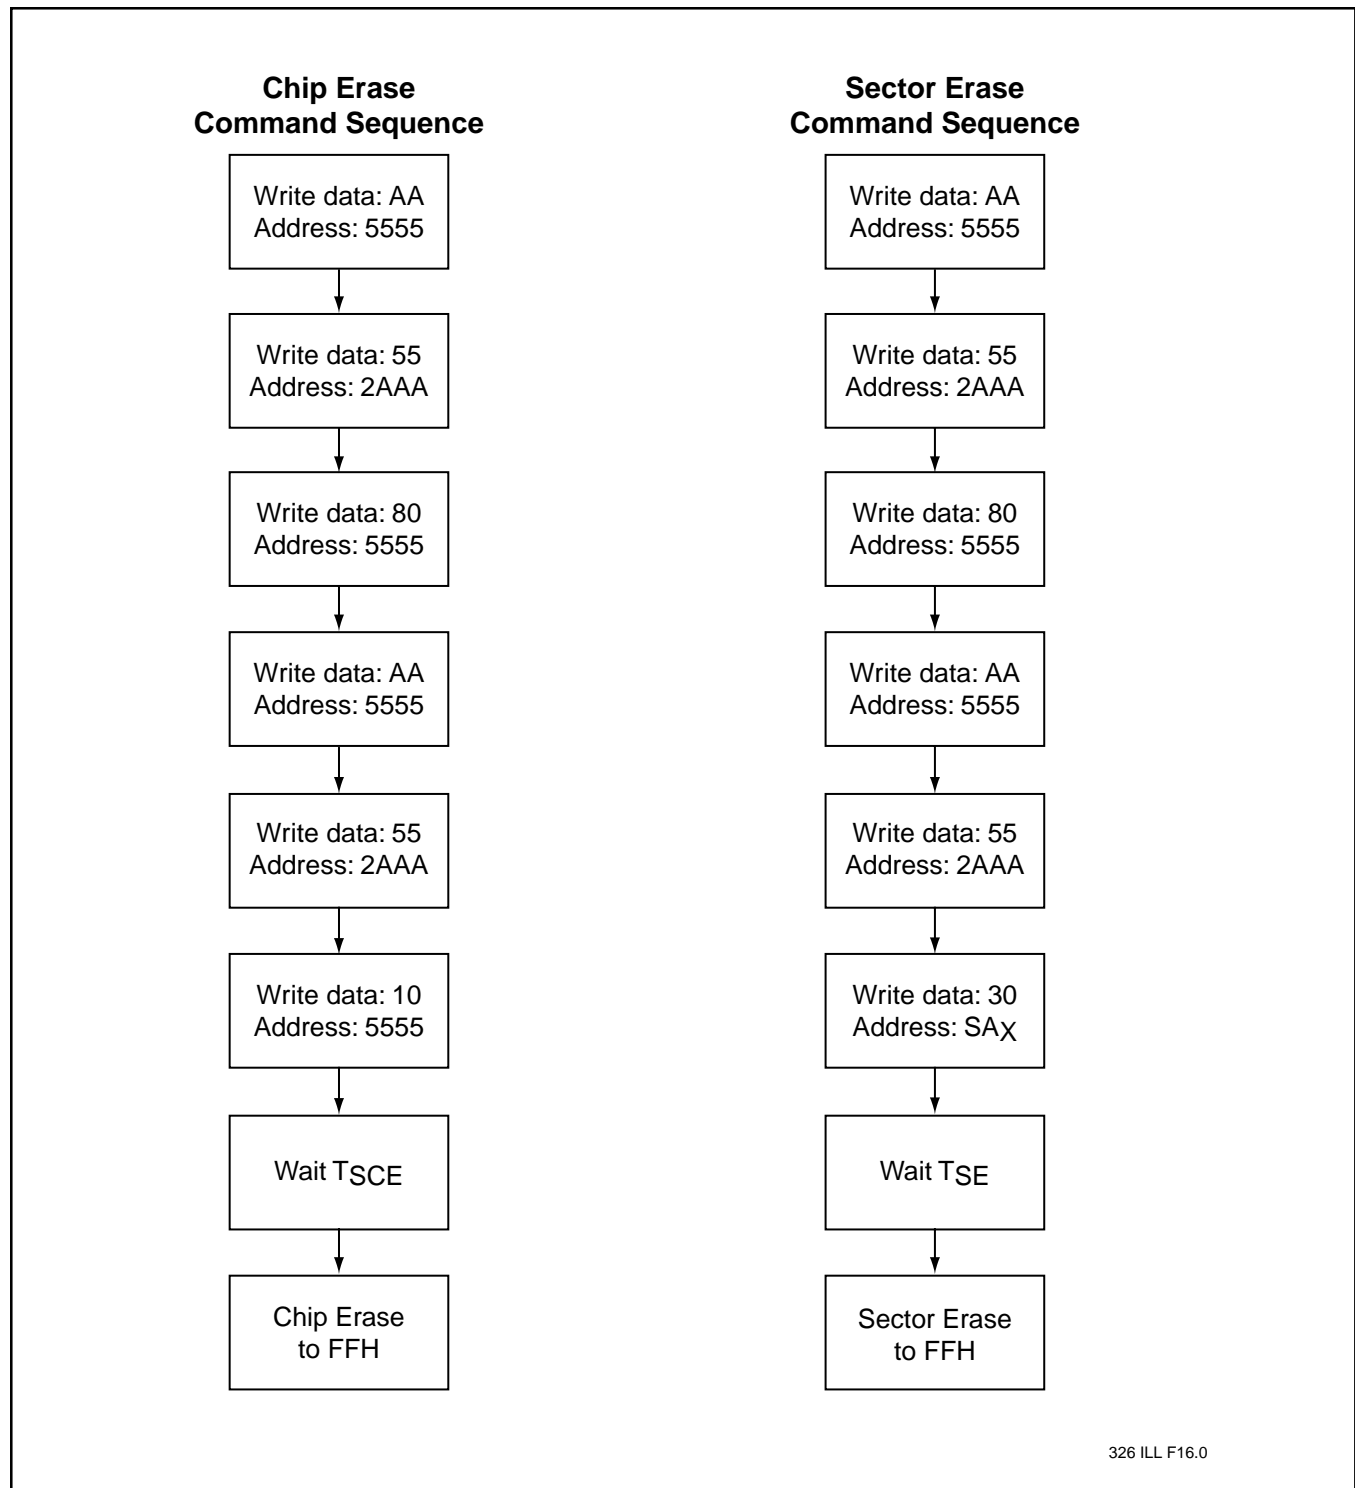 Chip Erase
Command Sequence
Write data: AA
Address: 5555
Write data: 55
Address: 2AAA
Write data: 80
Address: 5555
Write data: AA
Address: 5555
Write data: 55
Address: 2AAA
Write data: 10
Address: 5555
Wait TSCE
Chip Erase
to FFH
Sector Erase
Command Sequence
Write data: AA
Address: 5555
Write data: 55
Address: 2AAA
Write data: 80
Address: 5555
Write data: AA
Address: 5555
Write data: 55
Address: 2AAA
Write data: 30
Address: SAX
Wait TSE
Sector Erase
to FFH
326 ILL F16.0